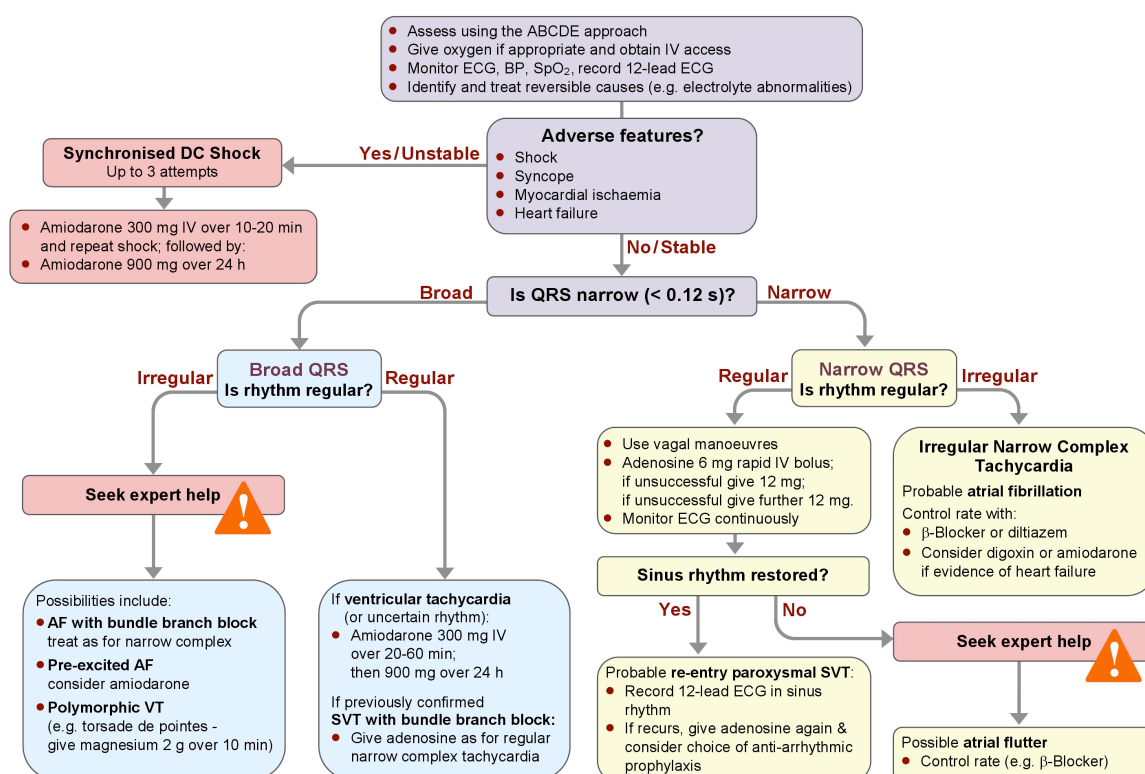 Assess using the ABCDE approach
Give oxygen if appropriate and obtain IV access
Monitor ECG, BP, SpO₂, record 12-lead ECG
Identify and treat reversible causes (e.g. electrolyte abnormalities)
Adverse features?
Shock
Syncope
Myocardial ischaemia
Heart failure
Yes/Unstable
Synchronised DC Shock
Up to 3 attempts
Amiodarone 300 mg IV over 10-20 min
and repeat shock; followed by:
Amiodarone 900 mg over 24 h
No/Stable
Is QRS narrow (< 0.12 s)?
Broad
Narrow
Broad QRS
Is rhythm regular?
Irregular
Regular
Seek expert help
!
Possibilities include:
AF with bundle branch block
treat as for narrow complex
Pre-excited AF
consider amiodarone
Polymorphic VT
(e.g. torsade de pointes -
give magnesium 2 g over 10 min)
If ventricular tachycardia
(or uncertain rhythm):
Amiodarone 300 mg IV
over 20-60 min;
then 900 mg over 24 h
If previously confirmed
SVT with bundle branch block:
Give adenosine as for regular
narrow complex tachycardia
Narrow QRS
Is rhythm regular?
Regular
Irregular
Use vagal manoeuvres
Adenosine 6 mg rapid IV bolus;
if unsuccessful give 12 mg;
if unsuccessful give further 12 mg.
Monitor ECG continuously
Irregular Narrow Complex
Tachycardia
Probable atrial fibrillation
Control rate with:
β-Blocker or diltiazem
Consider digoxin or amiodarone
if evidence of heart failure
Sinus rhythm restored?
Yes
No
Probable re-entry paroxysmal SVT:
Record 12-lead ECG in sinus
rhythm
If recurs, give adenosine again &
consider choice of anti-arrhythmic
prophylaxis
Seek expert help
!
Possible atrial flutter
Control rate (e.g. β-Blocker)